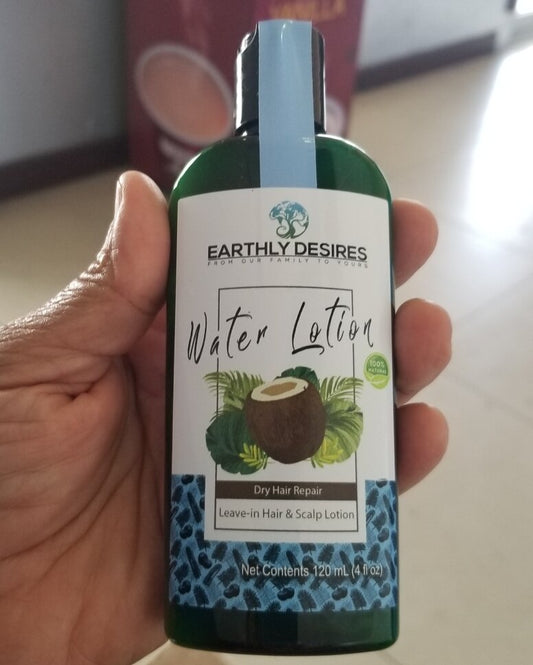 VANILLA
EARTHLY DESIRES
FROM OUR FAMILY TO YOURS
Water Lotion
100%
NATURAL
Dry Hair Repair
Leave-in Hair & Scalp Lotion
Net Contents 120 mL (4 fl oz)